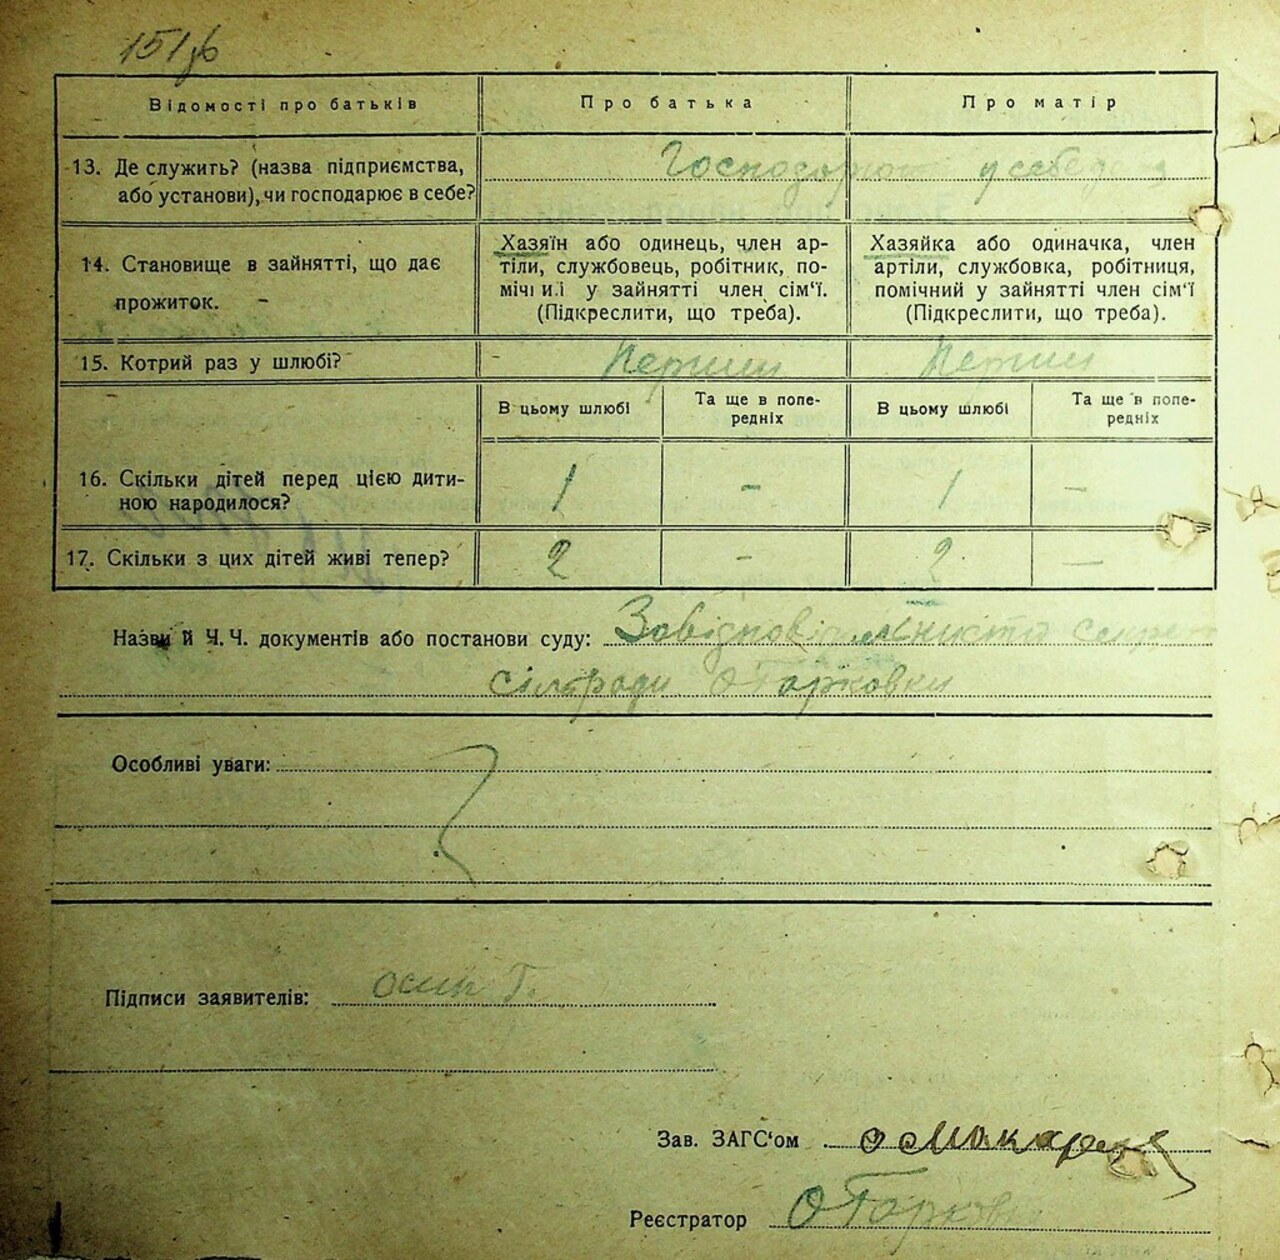 151зв
Відомості про батьків
Про батька
Про матір
13. Де служить? (назва підприємства,
або установи), чи господарює в себе?
Господарює у себе дома
14. Становище в зайнятті, що дає
прожиток. -
Хазяїн або одинець, член ар-
тіли, службовець, робітник, по-
мічний у зайнятті член сім'ї.
(Підкреслити, що треба).
Хазяйка або одиначка, член
артіли, службовка, робітниця,
помічний у зайнятті член сім'ї
(Підкреслити, що треба).
15. Котрий раз у шлюбі?
- Перший
Перший
В цьому шлюбі
Та ще в попе-
редніх
В цьому шлюбі
Та ще в попе-
редніх
16. Скільки дітей перед цією дити-
ною народилося?
1
-
1
-
17. Скільки з цих дітей живі тепер?
2
-
2
-
Назви й Ч.Ч. документів або постанови суду:
сільради
Особливі уваги:
Підписи заявителів:
Зав. ЗАГС'ом
Реєстратор